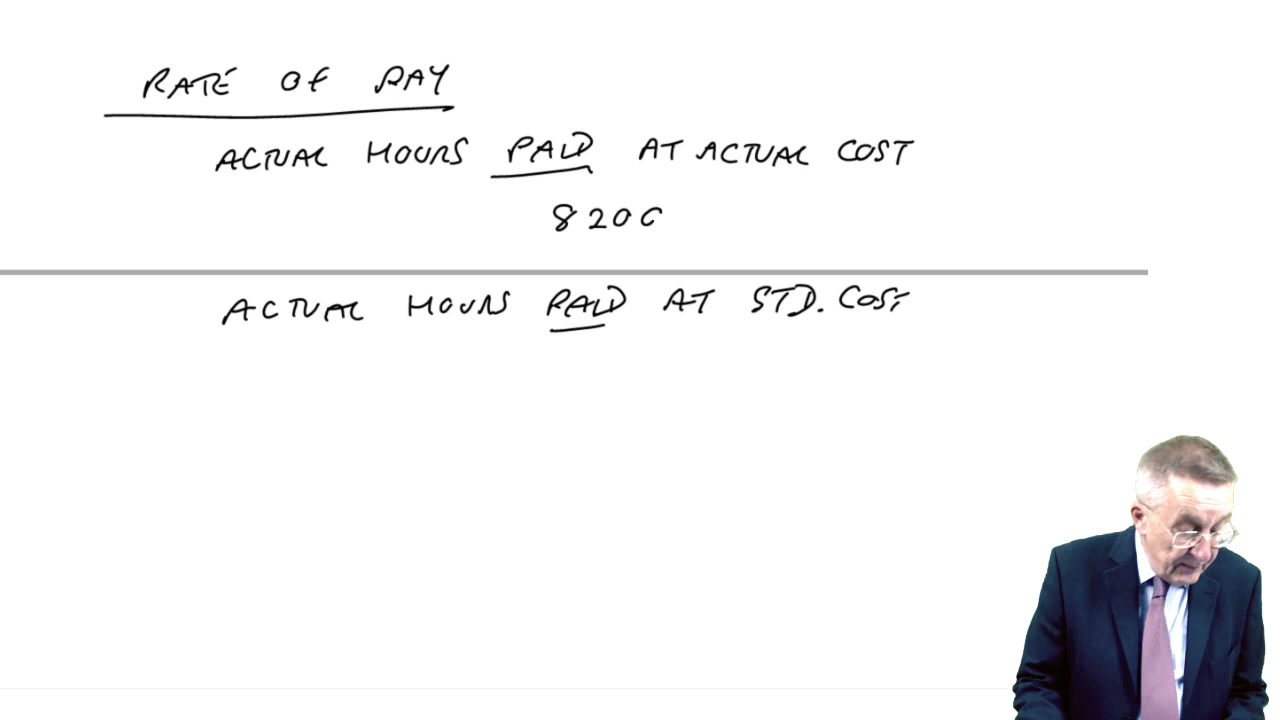 RATE OF PAY
ACTUAL HOURS PAID AT ACTUAL COST
8200
ACTUAL HOURS PAID AT STD. COST